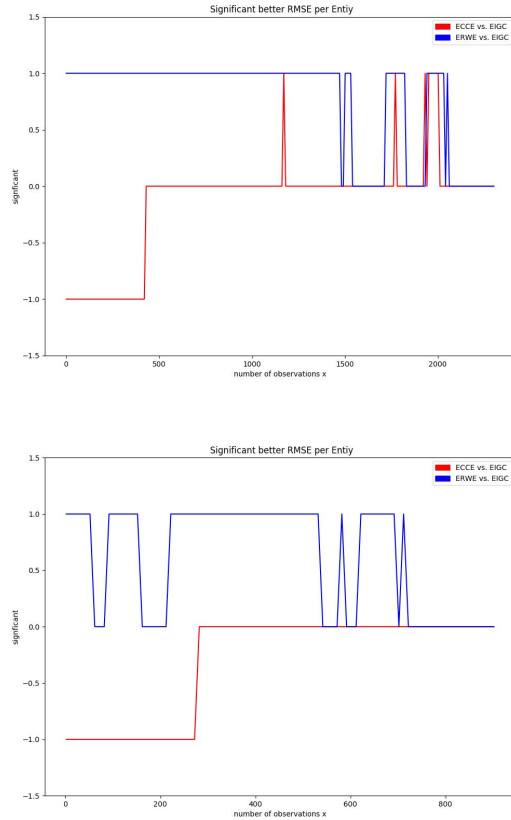 Significant better RMSE per Entiy
ECCE vs. EIGC
ERWE vs. EIGC
1.5
1.0
0.5
0.0
−0.5
−1.0
−1.5
signficant
0 500 1000 1500 2000
number of observations x
Significant better RMSE per Entiy
ECCE vs. EIGC
ERWE vs. EIGC
1.5
1.0
0.5
0.0
−0.5
−1.0
−1.5
signficant
0 200 400 600 800
number of observations x